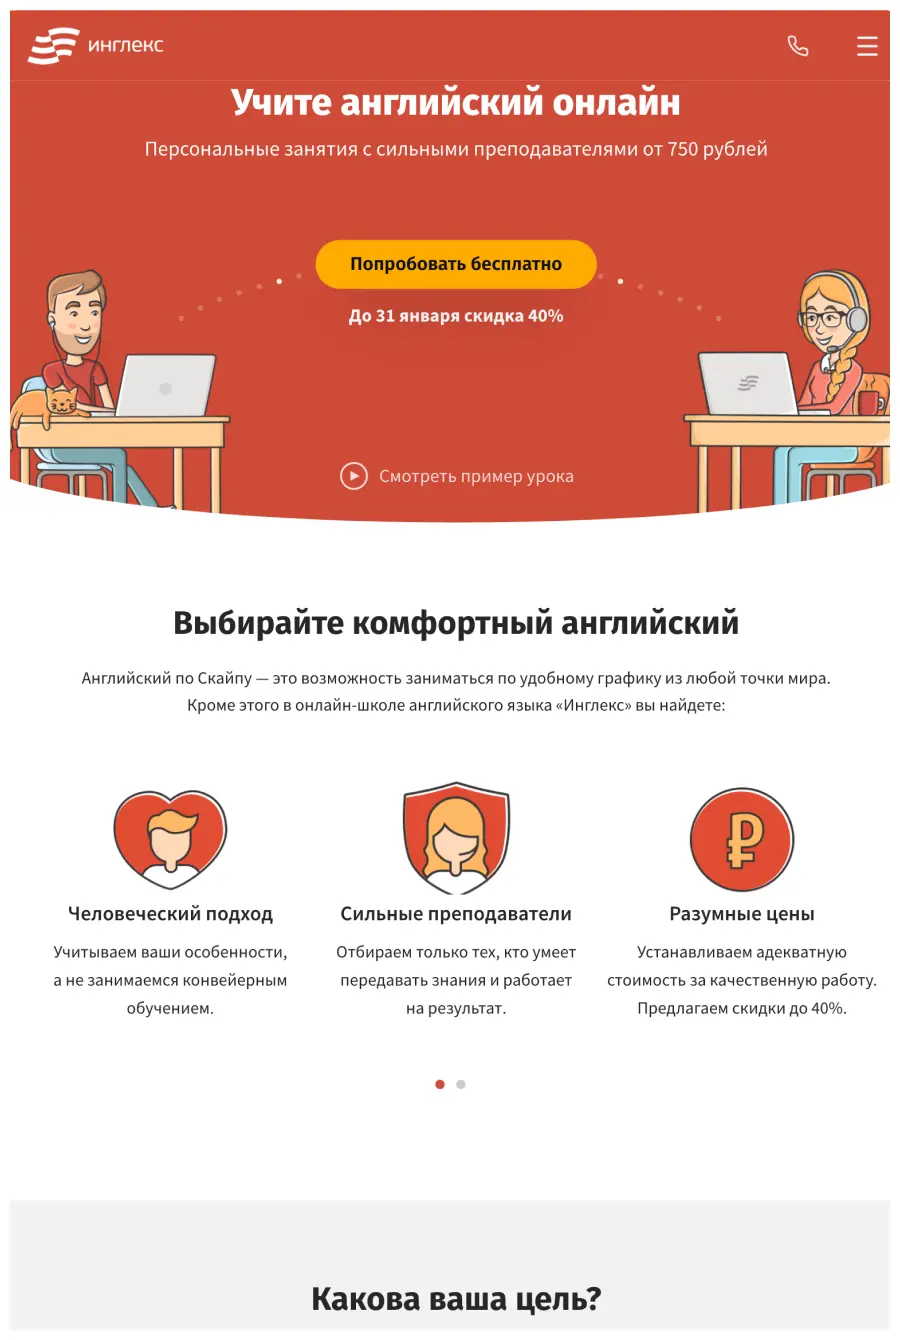 инглекс
Учите английский онлайн
Персональные занятия с сильными преподавателями от 750 рублей
Попробовать бесплатно
До 31 января скидка 40%
Смотреть пример урока
Выбирайте комфортный английский
Английский по Скайпу — это возможность заниматься по удобному графику из любой точки мира.
Кроме этого в онлайн-школе английского языка «Инглекс» вы найдете:
Человеческий подход
Учитываем ваши особенности,
а не занимаемся конвейерным
обучением.
Сильные преподаватели
Отбираем только тех, кто умеет
передавать знания и работает
на результат.
Разумные цены
Устанавливаем адекватную
стоимость за качественную работу.
Предлагаем скидки до 40%.
Какова ваша цель?